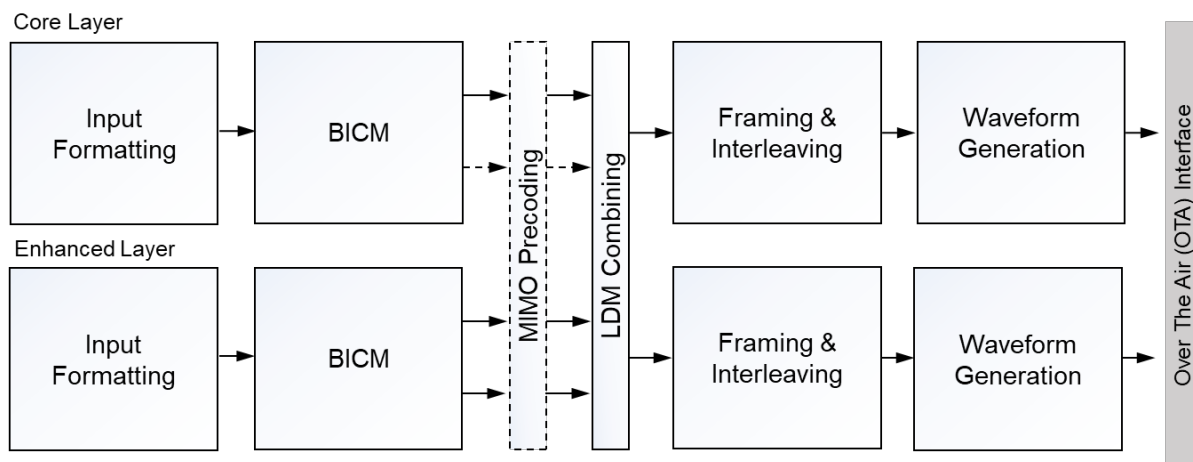 Core Layer
Input
Formatting
BICM
MIMO Precoding
LDM Combining
Framing &
Interleaving
Waveform
Generation
Over The Air (OTA) Interface
Enhanced Layer
Input
Formatting
BICM
Framing &
Interleaving
Waveform
Generation